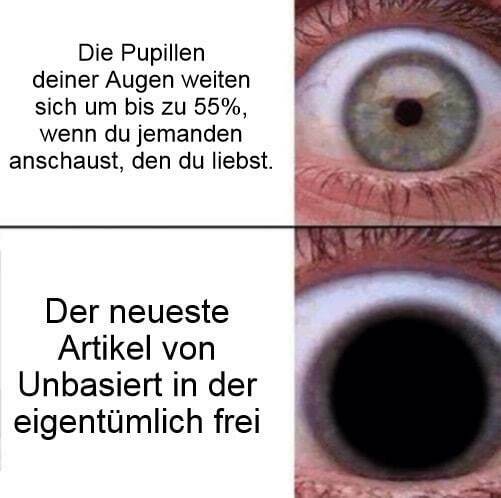 Die Pupillen
deiner Augen weiten
sich um bis zu 55%,
wenn du jemanden
anschaust, den du liebst.
Der neueste
Artikel von
Unbasiert in der
eigentümlich frei